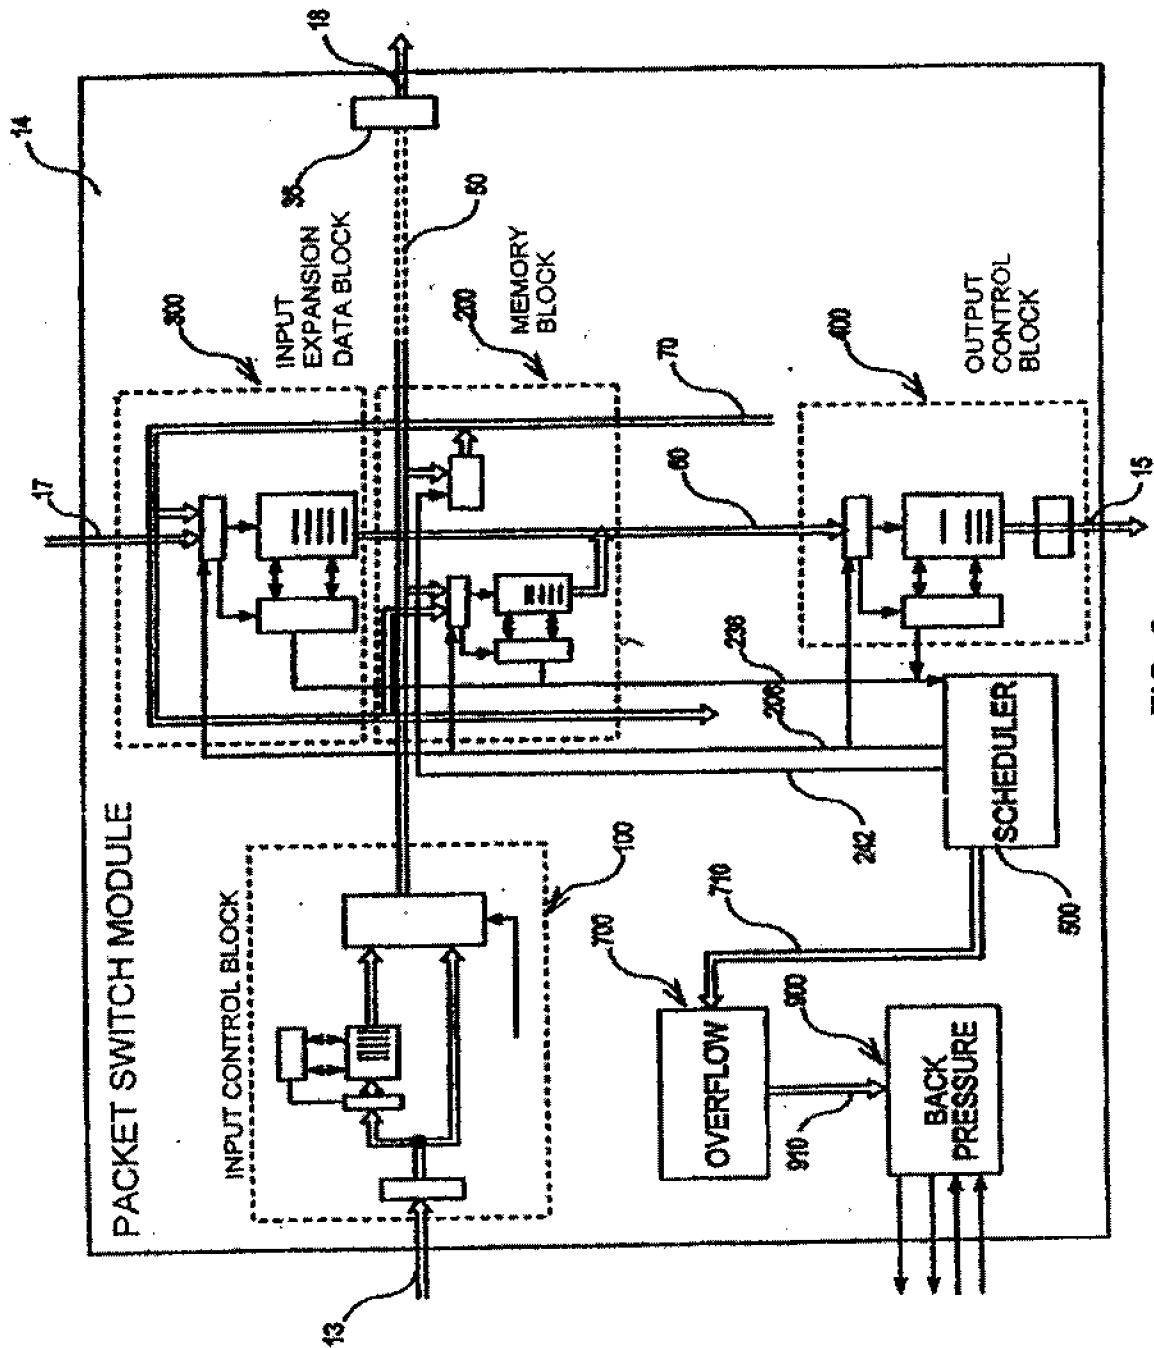 PACKET SWITCH MODULE
14
17
300
INPUT
EXPANSION
DATA BLOCK
36
18
INPUT CONTROL BLOCK
13
100
50
200
MEMORY
BLOCK
70
60
238
206
242
400
OUTPUT
CONTROL
BLOCK
15
700
OVERFLOW
710
910
900
BACK
PRESSURE
SCHEDULER
500